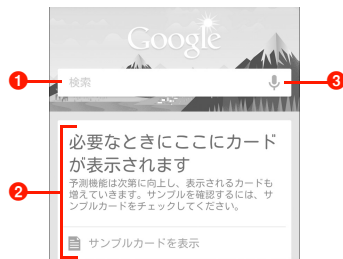 Google
❶ 検索 ❸
❷
必要なときにここにカード
が表示されます
予測機能は次第に向上し、表示されるカードも
増えていきます。サンプルを確認するには、サ
ンプルカードをチェックしてください。
サンプルカードを表示